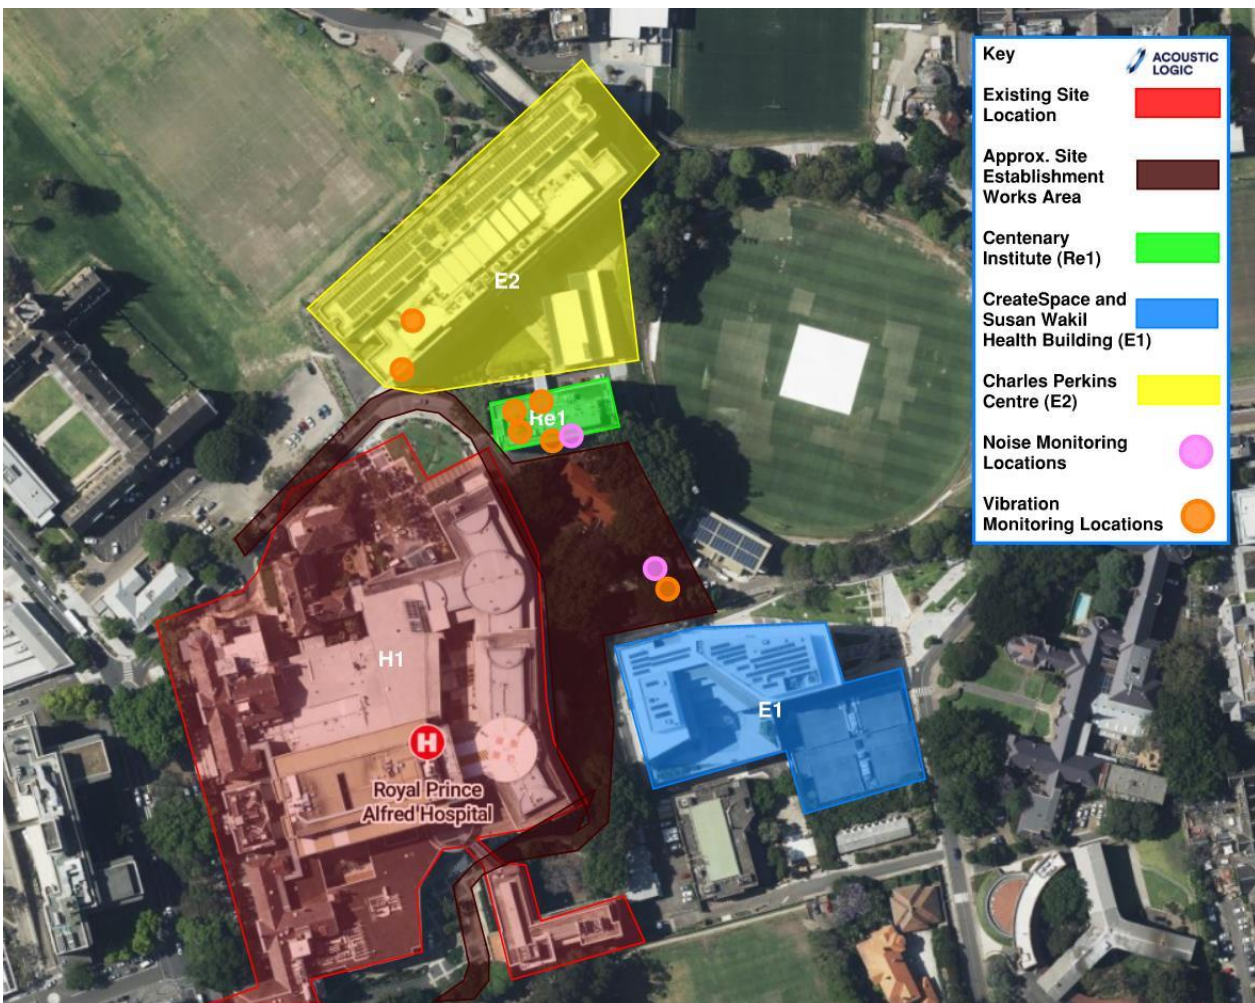 Key
ACOUSTIC
LOGIC
Existing Site
Location
Approx. Site
Establishment
Works Area
Centenary
Institute (Re1)
CreateSpace and
Susan Wakil
Health Building (E1)
Charles Perkins
Centre (E2)
Noise Monitoring
Locations
Vibration
Monitoring Locations
E2
Re1
H1
E1
H
Royal Prince
Alfred Hospital